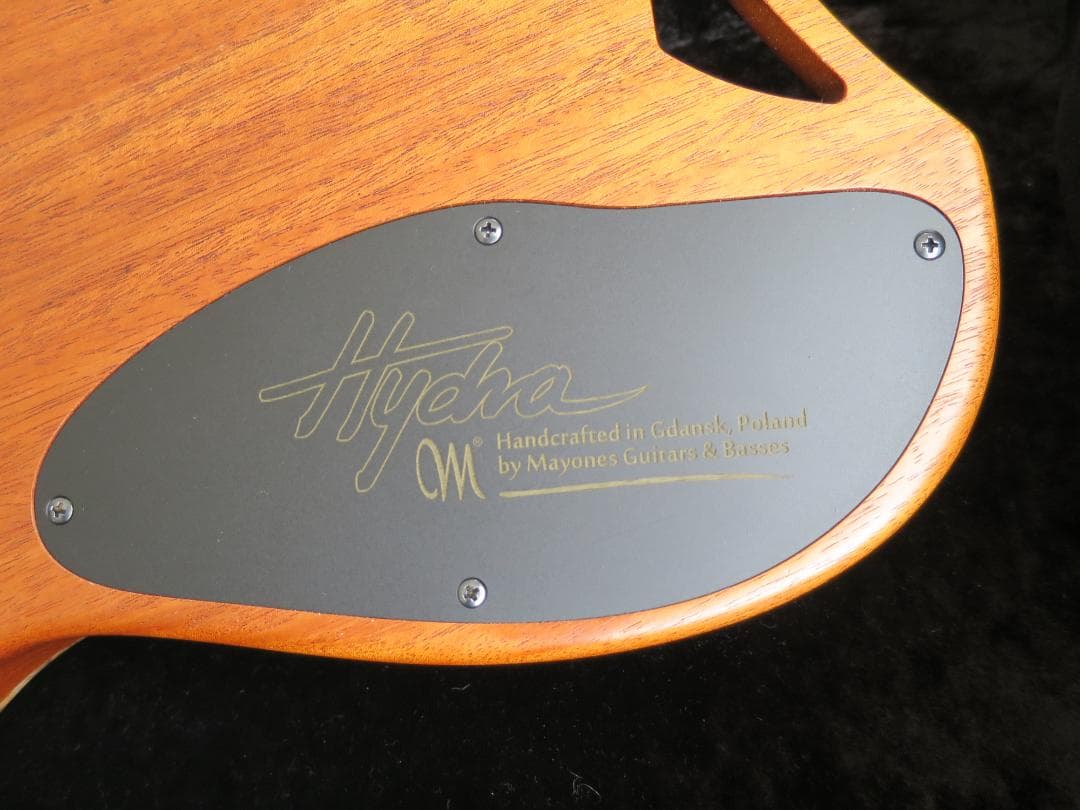 Hydra
M® Handcrafted in Gdansk, Poland
by Mayones Guitars & Basses